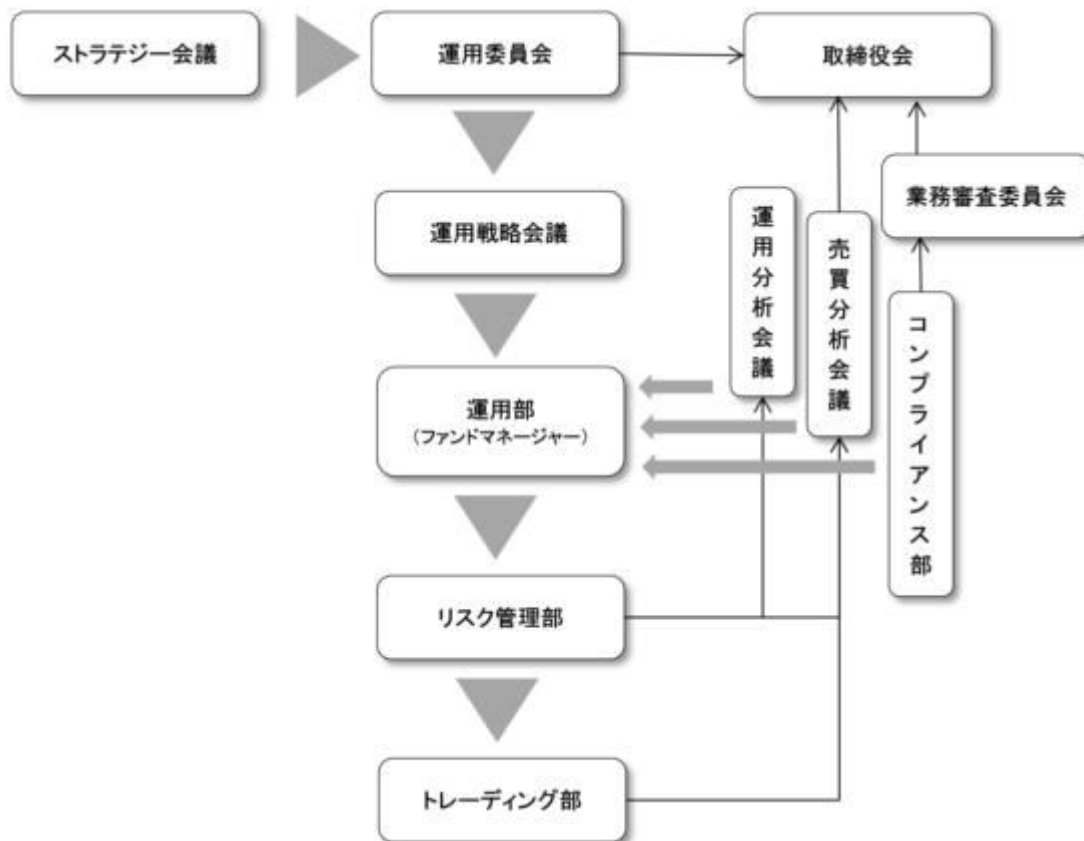 ストラテジー会議
運用委員会
取締役会
業務審査委員会
運用戦略会議
運用分析会議
売買分析会議
コンプライアンス部
運用部
（ファンドマネージャー）
リスク管理部
トレーディング部